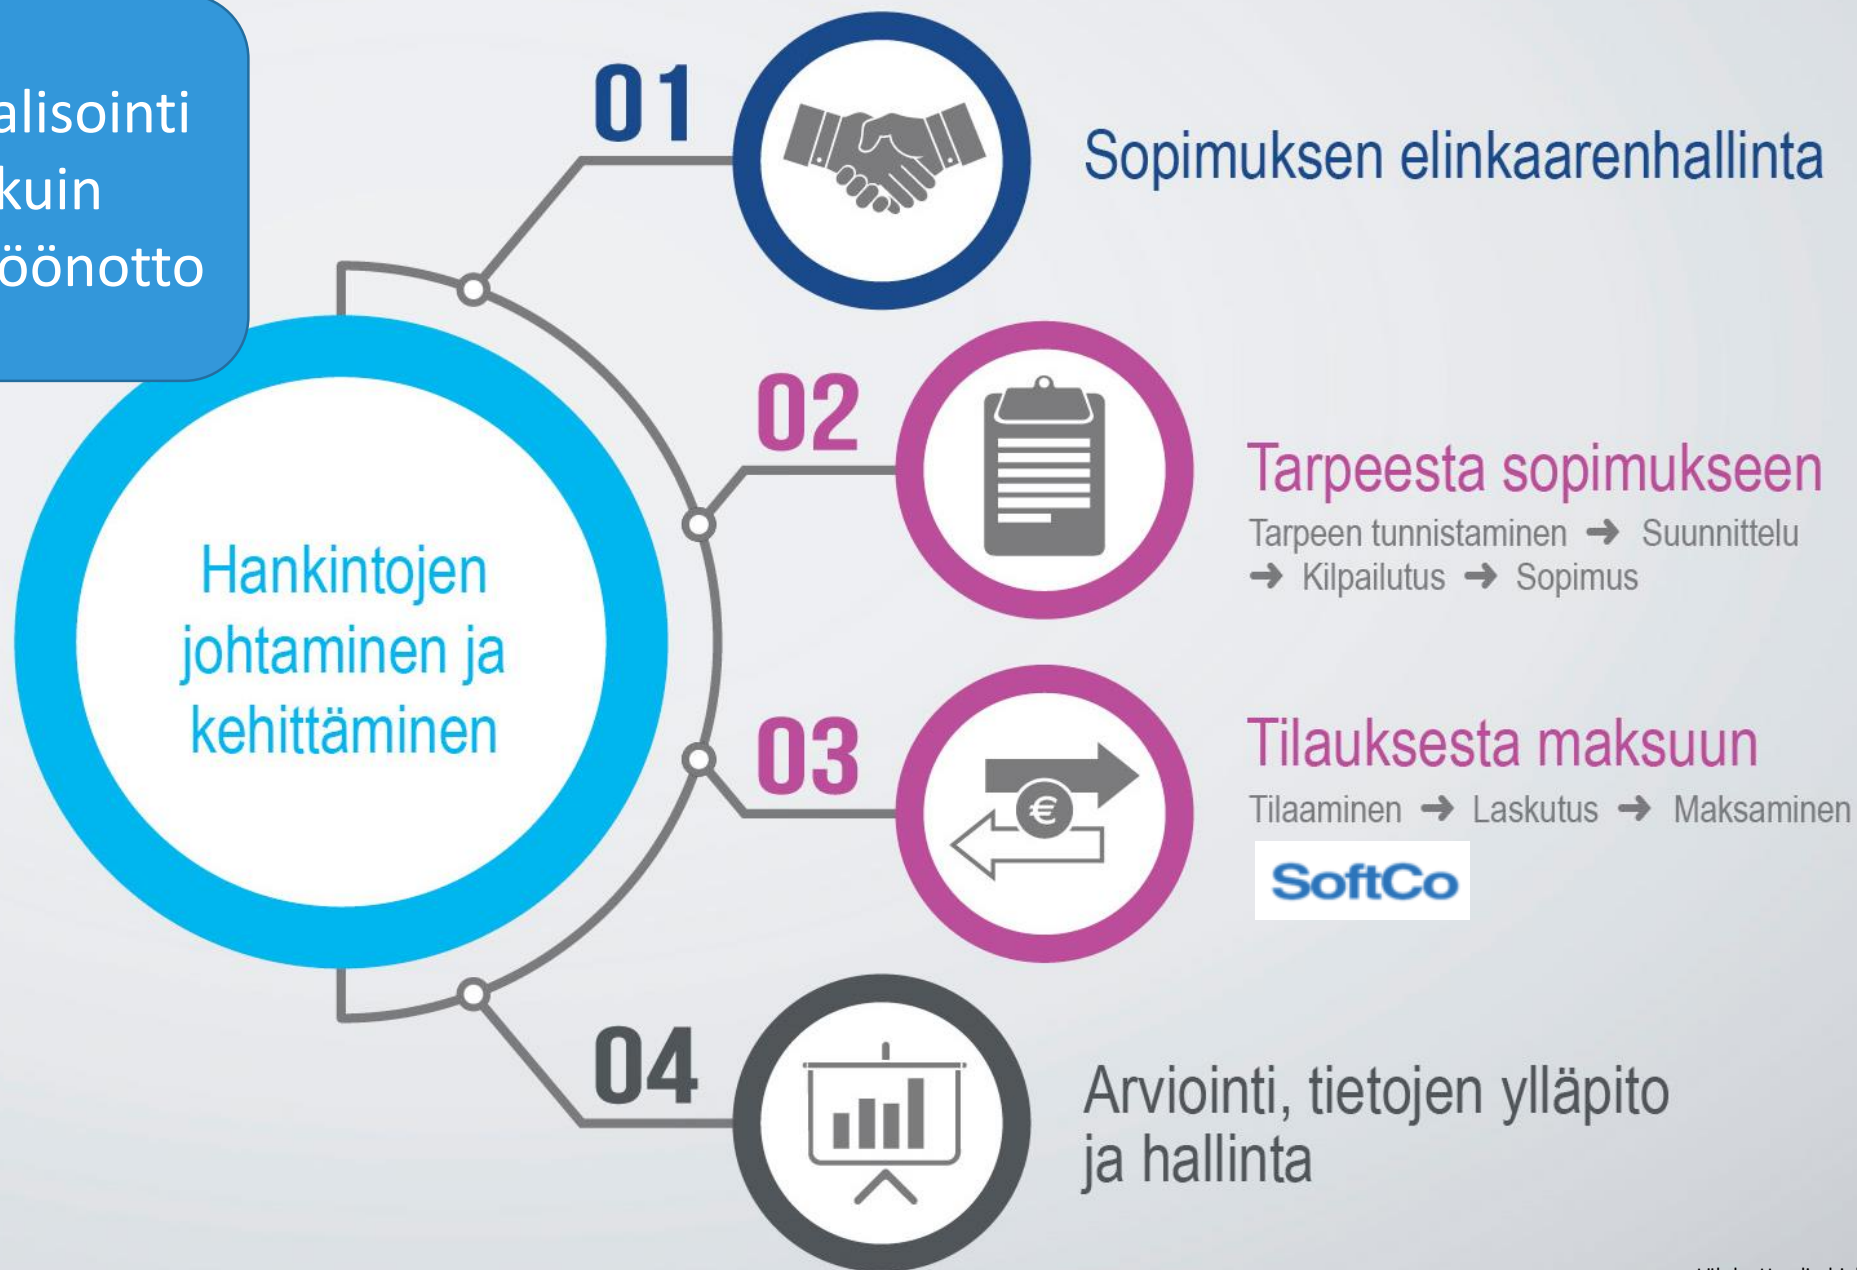 alisointi
kuin
öönotto
01
Sopimuksen elinkaarenhallinta
02
Tarpeesta sopimukseen
Tarpeen tunnistaminen ➔ Suunnittelu
➔ Kilpailutus ➔ Sopimus
Hankintojen
johtaminen ja
kehittäminen
03
Tilauksesta maksuun
Tilaaminen ➔ Laskutus ➔ Maksaminen
€
SoftCo
04
Arviointi, tietojen ylläpito
ja hallinta